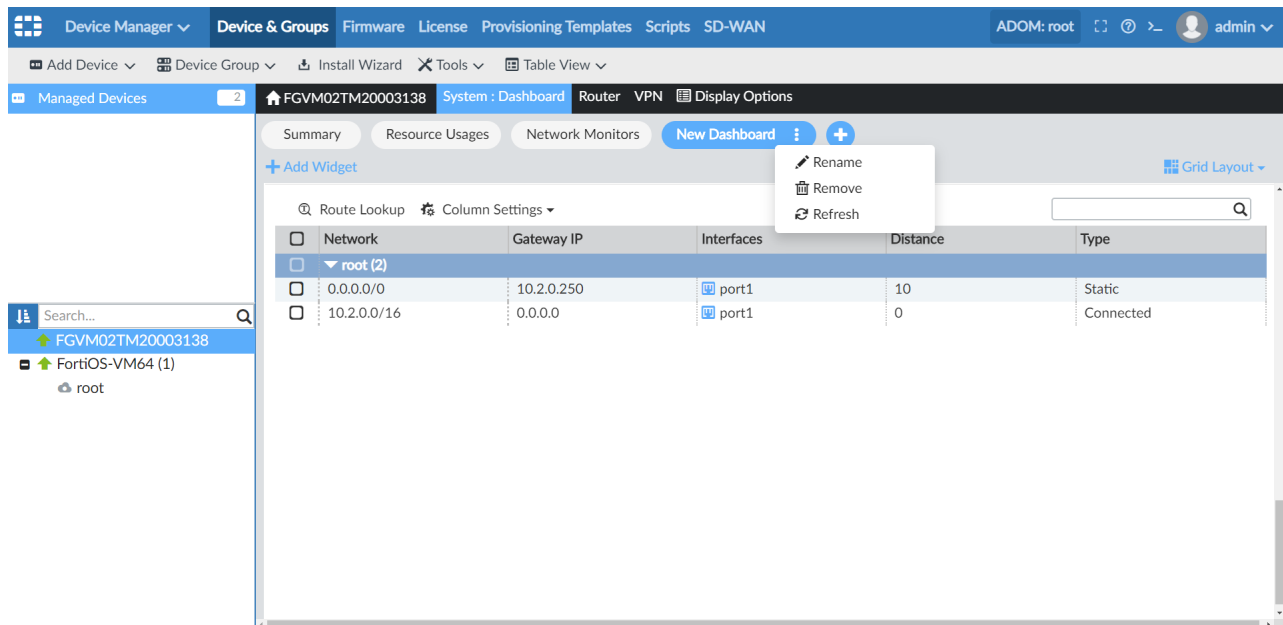 Device Manager Device & Groups Firmware License Provisioning Templates Scripts SD-WAN ADOM: root admin
Add Device Device Group Install Wizard Tools Table View
Managed Devices 2 FGVM02TM20003138 System : Dashboard Router VPN Display Options
Summary Resource Usages Network Monitors New Dashboard
Add Widget Grid Layout
Rename
Remove
Refresh
Route Lookup Column Settings
Network Gateway IP Interfaces Distance Type
root (2)
0.0.0.0/0 10.2.0.250 port1 10 Static
10.2.0.0/16 0.0.0.0 port1 0 Connected
Search...
FGVM02TM20003138
FortiOS-VM64 (1)
root